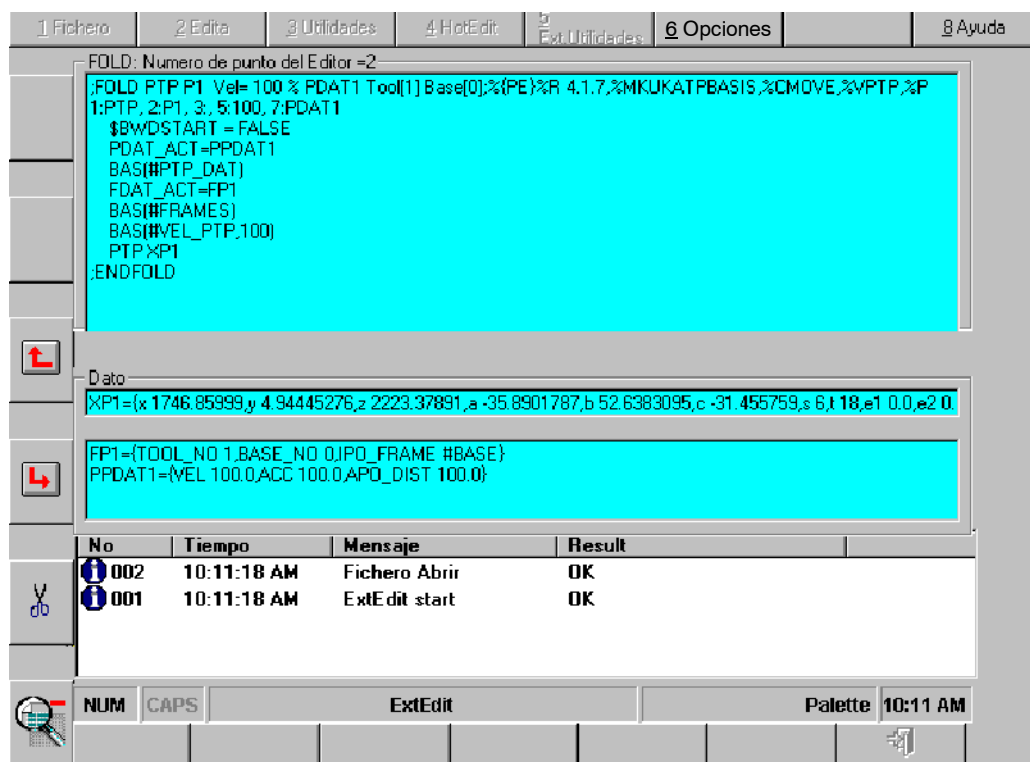 1 Fichero 2 Edita 3 Utilidades 4 HotEdit 5 Ext.Utilidades 6 Opciones 8 Ayuda
FOLD: Numero de punto del Editor =2
;FOLD PTP P1 Vel= 100 % PDAT1 Tool[1] Base[0];%{PE}%R 4.1.7,%MKUKATPBASIS,%CMOVE,%VPTP,%P
1:PTP, 2:P1, 3:, 5:100, 7:PDAT1
$BWDSTART = FALSE
PDAT_ACT=PPDAT1
BAS(#PTP_DAT)
FDAT_ACT=FP1
BAS(#FRAMES)
BAS(#VEL_PTP,100)
PTP XP1
;ENDFOLD
Dato
XP1={x 1746.85999,y 4.94445276,z 2223.37891,a -35.8901787,b 52.6383095,c -31.455759,s 6,t 18,e1 0.0,e2 0.
FP1={TOOL_NO 1,BASE_NO 0,IPO_FRAME #BASE}
PPDAT1={VEL 100.0,ACC 100.0,APO_DIST 100.0}
No Tiempo Mensaje Result
002 10:11:18 AM Fichero Abrir OK
001 10:11:18 AM ExtEdit start OK
NUM CAPS ExtEdit Palette 10:11 AM